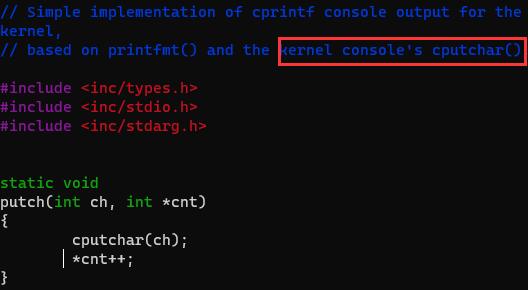 // Simple implementation of cprintf console output for the
kernel,
// based on printfmt() and the kernel console's cputchar()
#include <inc/types.h>
#include <inc/stdio.h>
#include <inc/stdarg.h>
static void
putch(int ch, int *cnt)
{
cputchar(ch);
*cnt++;
}